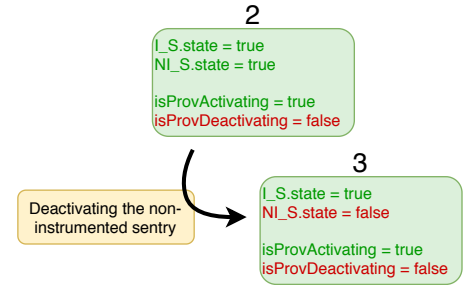 2
I_S.state = true
NI_S.state = true
isProvActivating = true
isProvDeactivating = false
3
I_S.state = true
NI_S.state = false
isProvActivating = true
isProvDeactivating = false
Deactivating the non-
instrumented sentry